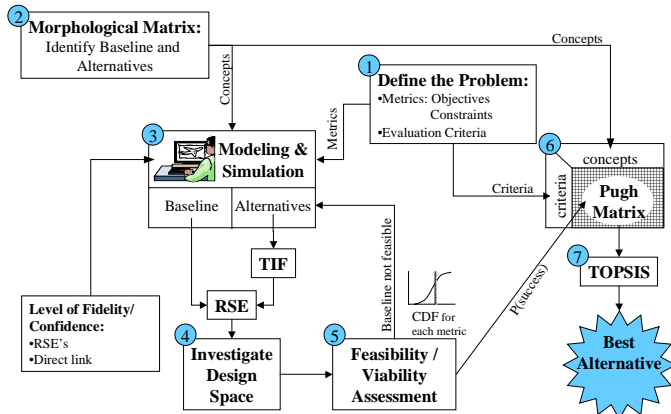 2
Morphological Matrix:
Identify Baseline and
Alternatives
Concepts
Concepts
1
Define the Problem:
•Metrics: Objectives
Constraints
•Evaluation Criteria
Metrics
3
Modeling &
Simulation
Baseline
Alternatives
TIF
RSE
6
concepts
criteria
Pugh
Matrix
Criteria
7
TOPSIS
Best
Alternative
Level of Fidelity/
Confidence:
•RSE's
•Direct link
4
Investigate
Design
Space
5
Feasibility /
Viability
Assessment
Baseline not feasible
CDF for
each metric
P(success)